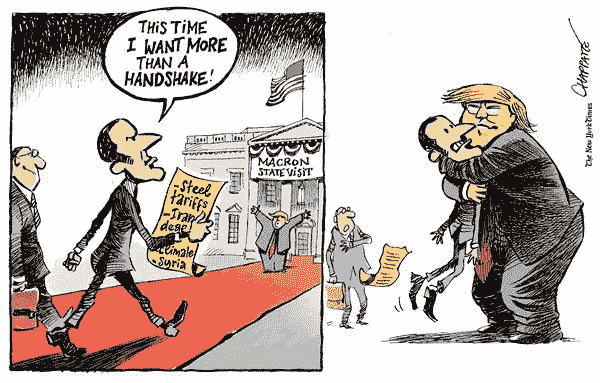 THIS TIME
I WANT MORE
THAN A
HANDSHAKE!
MACRON
STATE VISIT
-Steel
tariffs
-Iran
deal
-Climate
-Syria
CHAPPATTE
The New York Times